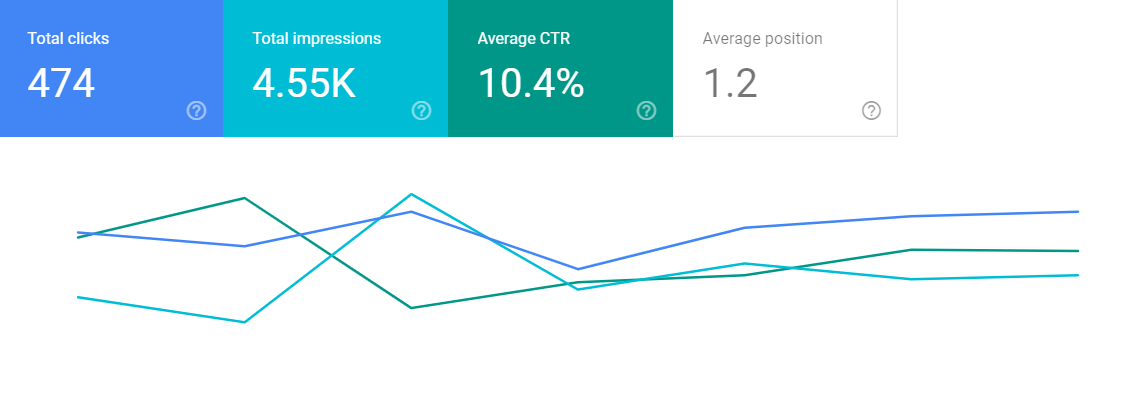 Total clicks
474
Total impressions
4.55K
Average CTR
10.4%
Average position
1.2